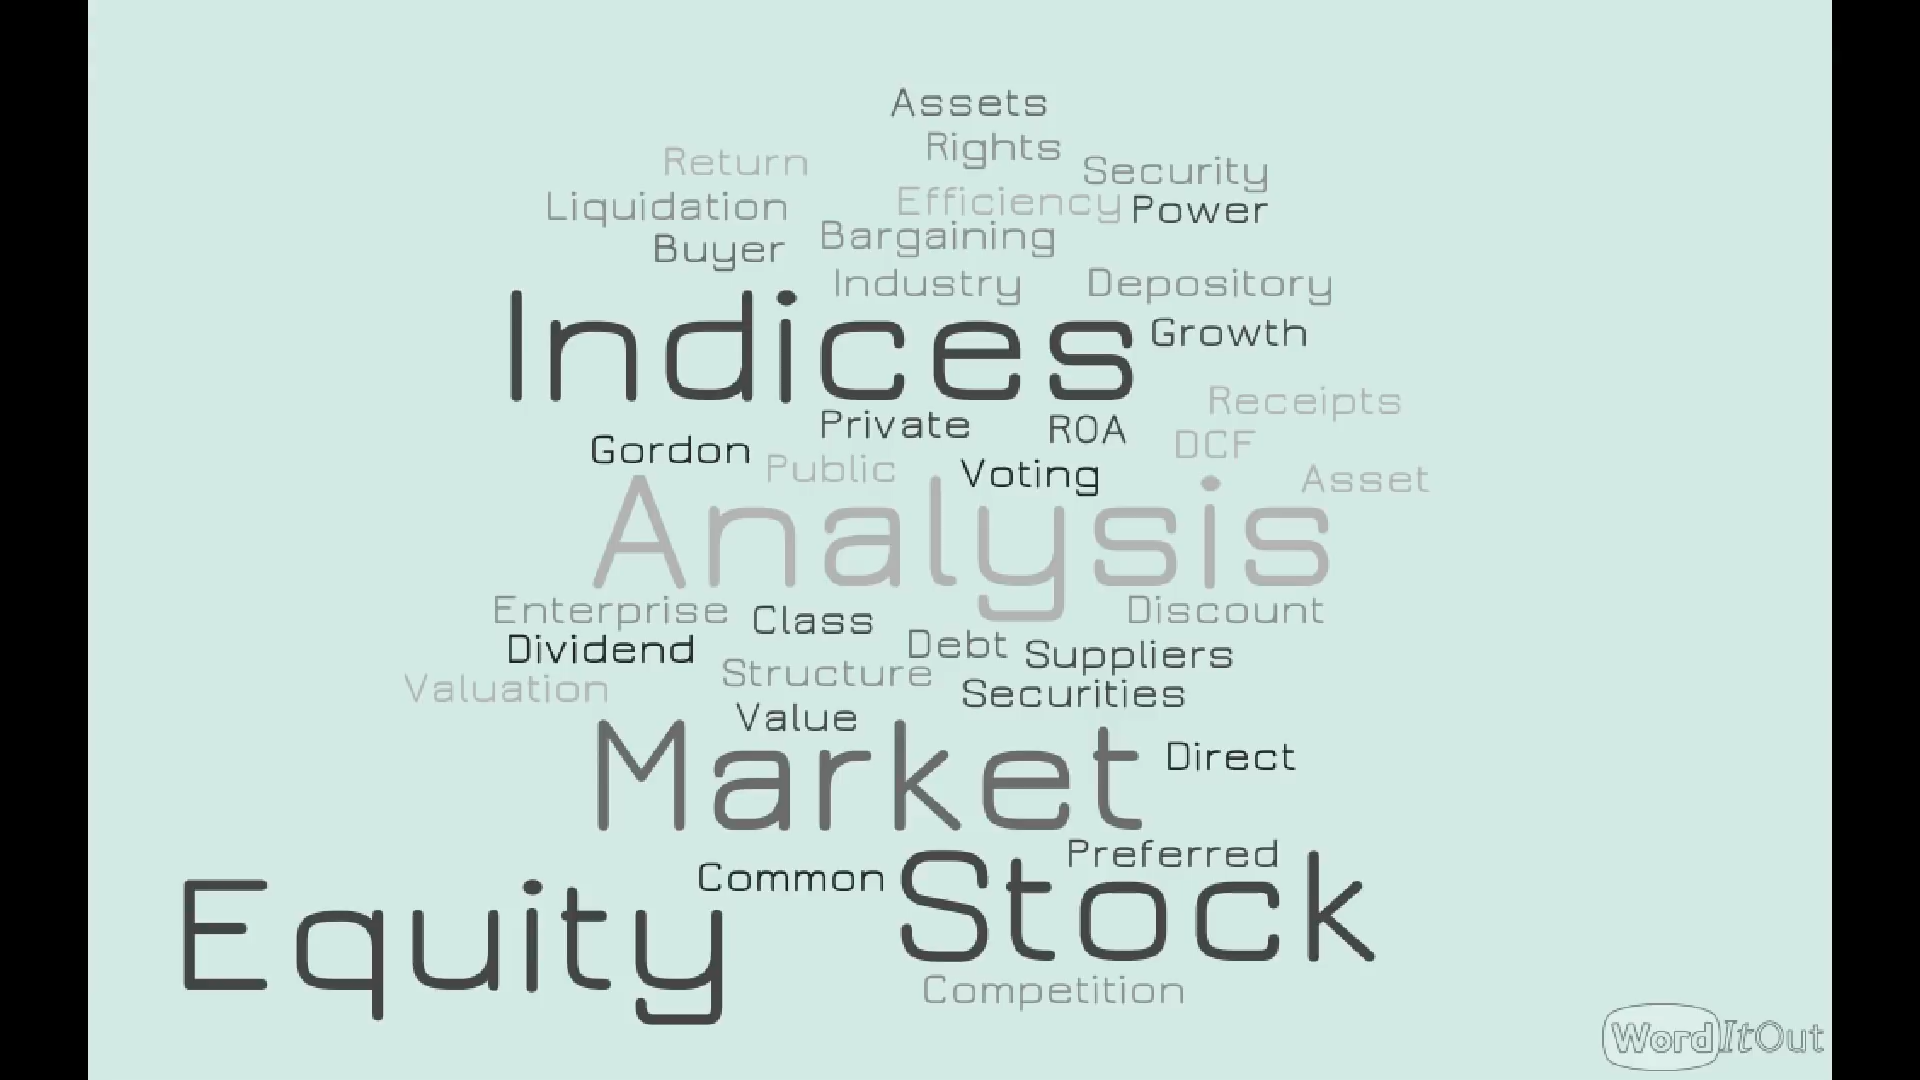 Assets
Rights
Return
Security
Liquidation
Efficiency
Power
Buyer
Bargaining
Industry
Depository
Indices
Growth
Receipts
Private
ROA
DCF
Gordon
Public
Voting
Asset
Analysis
Enterprise
Class
Discount
Dividend
Debt
Suppliers
Structure
Valuation
Securities
Value
Market
Direct
Preferred
Common
Stock
Equity
Competition
WordItOut